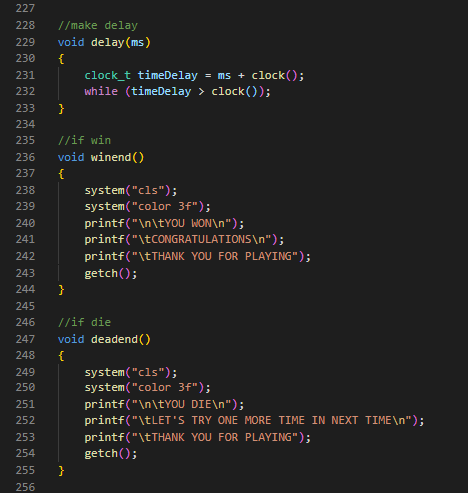 227
228 //make delay
229 void delay(ms)
230 {
231     clock_t timeDelay = ms + clock();
232     while (timeDelay > clock());
233 }
234
235 //if win
236 void winend()
237 {
238     system("cls");
239     system("color 3f");
240     printf("\n\tYOU WON\n");
241     printf("\tCONGRATULATIONS\n");
242     printf("\tTHANK YOU FOR PLAYING");
243     getch();
244 }
245
246 //if die
247 void deadend()
248 {
249     system("cls");
250     system("color 3f");
251     printf("\n\tYOU DIE\n");
252     printf("\tLET'S TRY ONE MORE TIME IN NEXT TIME\n");
253     printf("\tTHANK YOU FOR PLAYING");
254     getch();
255 }
256